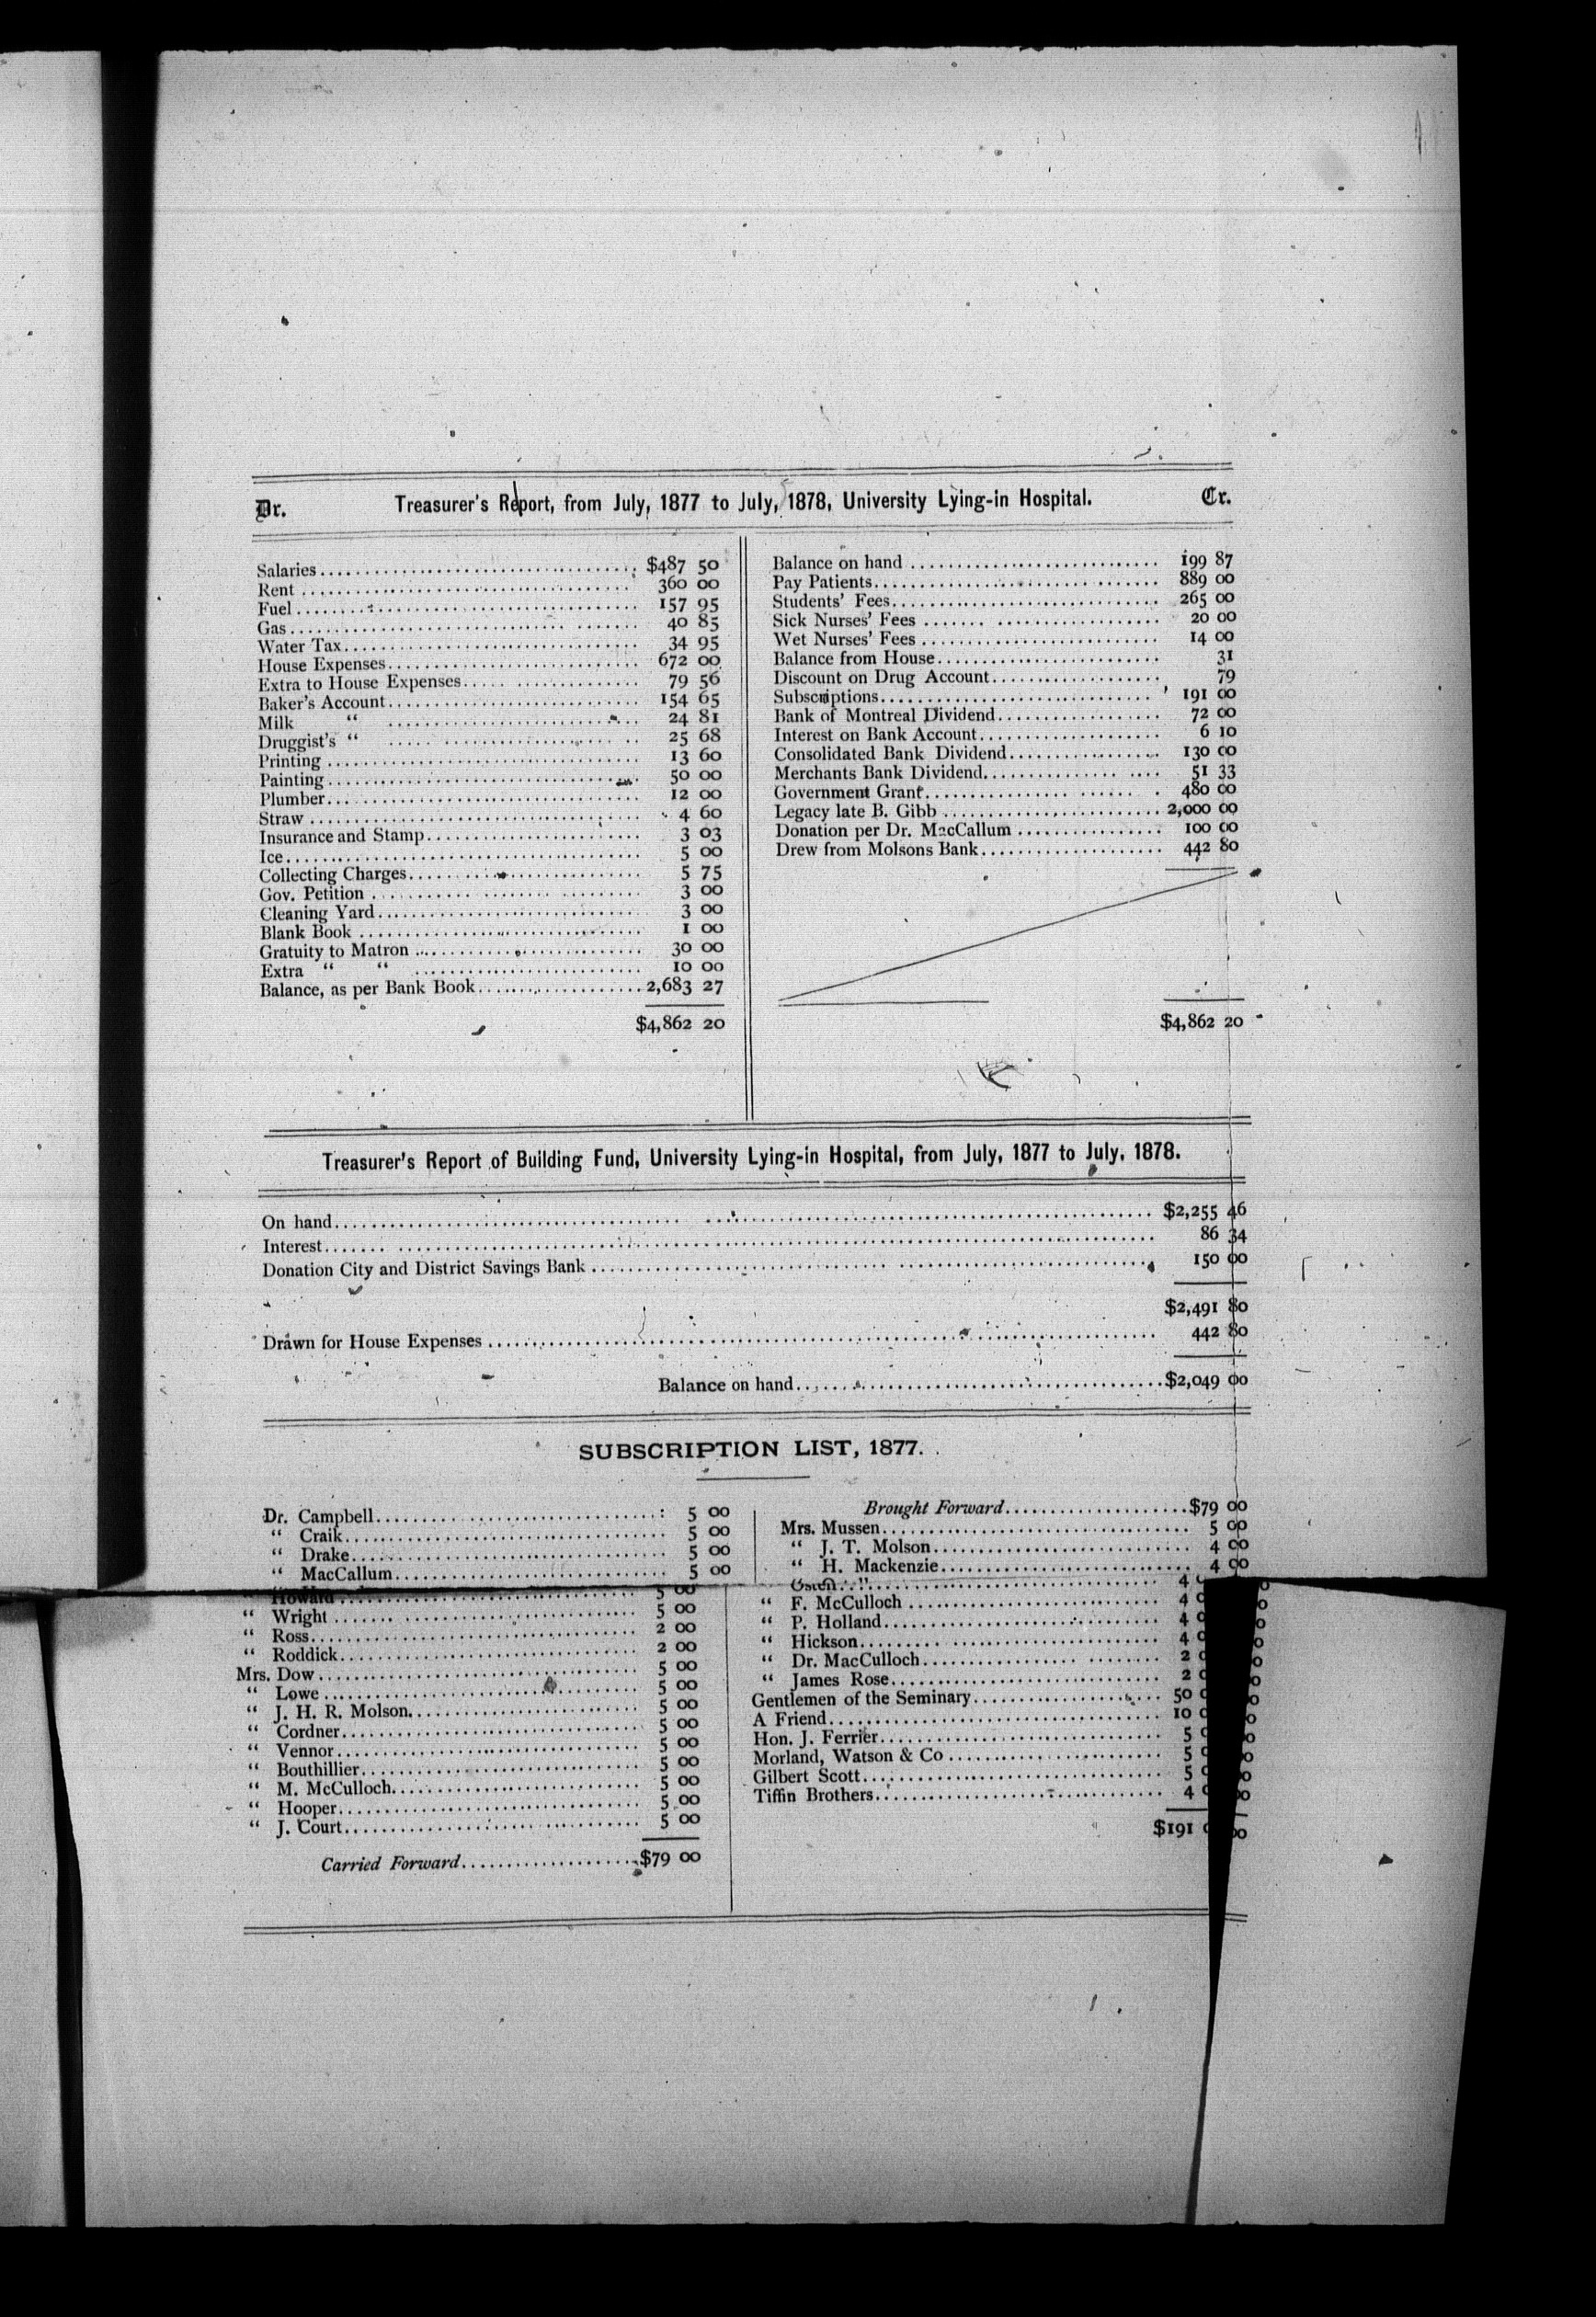 Dr. Treasurer's Report, from July, 1877 to July, 1878, University Lying-in Hospital. Cr.
Salaries $487 50
Rent 360 00
Fuel 157 95
Gas 40 85
Water Tax 34 95
House Expenses 672 00
Extra to House Expenses 79 56
Baker's Account 154 65
Milk " 24 81
Druggist's " 25 68
Printing 13 60
Painting 50 00
Plumber 12 00
Straw 4 60
Insurance and Stamp 3 03
Ice 5 00
Collecting Charges 5 75
Gov. Petition 3 00
Cleaning Yard 3 00
Blank Book 1 00
Gratuity to Matron 30 00
Extra " " 10 00
Balance, as per Bank Book 2,683 27
$4,862 20
Balance on hand 199 87
Pay Patients 889 00
Students' Fees 265 00
Sick Nurses' Fees 20 00
Wet Nurses' Fees 14 00
Balance from House 31
Discount on Drug Account 79
Subscriptions 191 00
Bank of Montreal Dividend 72 00
Interest on Bank Account 6 10
Consolidated Bank Dividend 130 00
Merchants Bank Dividend 51 33
Government Grant 480 00
Legacy late B. Gibb 2,000 00
Donation per Dr. MacCallum 100 00
Drew from Molsons Bank 442 80
$4,862 20
Treasurer's Report of Building Fund, University Lying-in Hospital, from July, 1877 to July, 1878.
On hand $2,255 46
Interest 86 34
Donation City and District Savings Bank 150 00
$2,491 80
Drawn for House Expenses 442 80
Balance on hand $2,049 00
SUBSCRIPTION LIST, 1877.
Dr. Campbell 5 00
" Craik 5 00
" Drake 5 00
" MacCallum 5 00
" Howard 5 00
" Wright 5 00
" Ross 2 00
" Roddick 2 00
Mrs. Dow 5 00
" Lowe 5 00
" J. H. R. Molson 5 00
" Cordner 5 00
" Vennor 5 00
" Bouthillier 5 00
" M. McCulloch 5 00
" Hooper 5 00
" J. Court 5 00
Carried Forward $79 00
Brought Forward $79 00
Mrs. Mussen 5 00
" J. T. Molson 4 00
" H. Mackenzie 4 00
4 00
" F. McCulloch 4 00
" P. Holland 4 00
" Hickson 4 00
" Dr. MacCulloch 2 00
" James Rose 2 00
Gentlemen of the Seminary 50 00
A Friend 10 00
Hon. J. Ferrier 5 00
Morland, Watson & Co 5 00
Gilbert Scott 5 00
Tiffin Brothers 4 00
$191 00